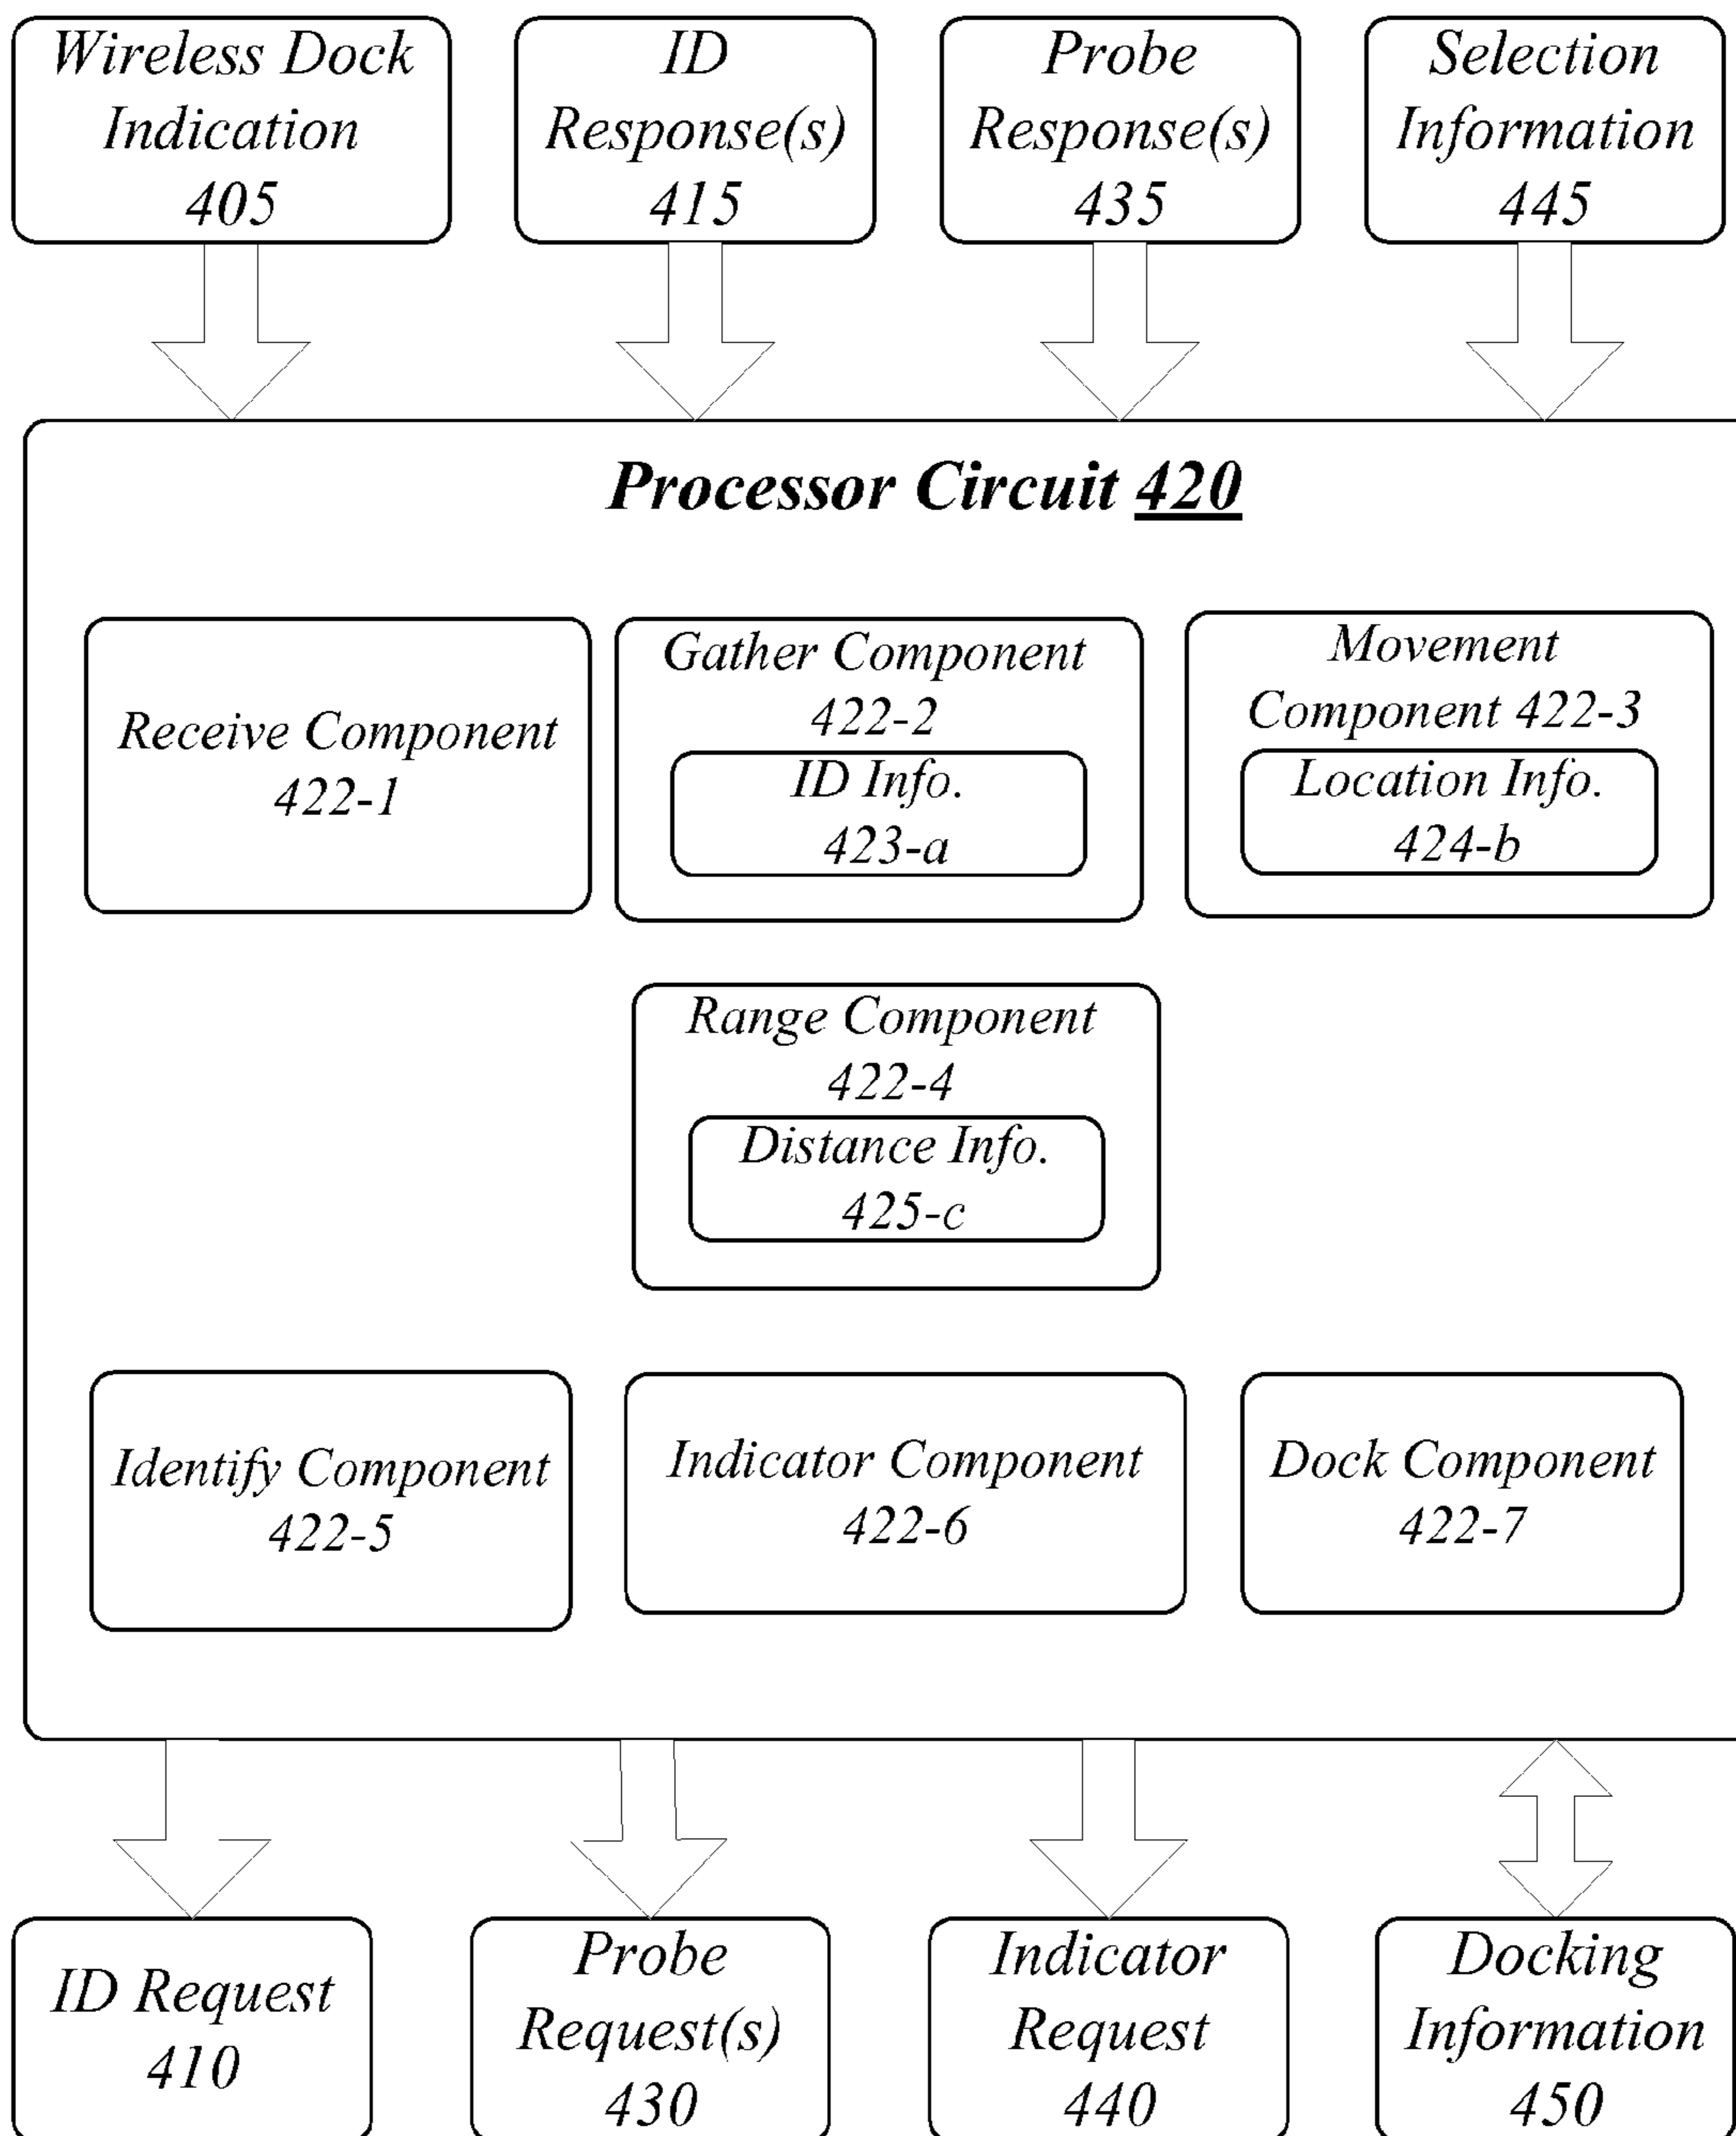 Wireless Dock
Indication
405
ID
Response(s)
415
Probe
Response(s)
435
Selection
Information
445
Processor Circuit 420
Receive Component
422-1
Gather Component
422-2
ID Info.
423-a
Movement
Component 422-3
Location Info.
424-b
Range Component
422-4
Distance Info.
425-c
Identify Component
422-5
Indicator Component
422-6
Dock Component
422-7
ID Request
410
Probe
Request(s)
430
Indicator
Request
440
Docking
Information
450